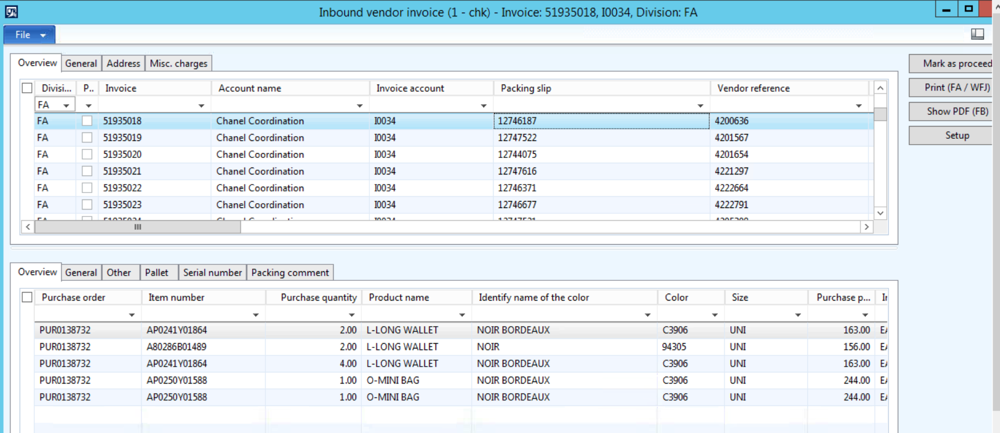 Inbound vendor invoice (1 - chk) - Invoice: 51935018, I0034, Division: FA
File
Overview General Address Misc. charges
Mark as proceed
Print (FA / WFJ)
Show PDF (FB)
Setup
Divisi... P.. Invoice Account name Invoice account Packing slip Vendor reference
FA
FA 51935018 Chanel Coordination I0034 12746187 4200636
FA 51935019 Chanel Coordination I0034 12747522 4201567
FA 51935020 Chanel Coordination I0034 12744075 4201654
FA 51935021 Chanel Coordination I0034 12747616 4221297
FA 51935022 Chanel Coordination I0034 12746371 4222664
FA 51935023 Chanel Coordination I0034 12746677 4222791
Overview General Other Pallet Serial number Packing comment
Purchase order Item number Purchase quantity Product name Identify name of the color Color Size Purchase p...
PUR0138732 AP0241Y01864 2.00 L-LONG WALLET NOIR BORDEAUX C3906 UNI 163.00
PUR0138732 A80286B01489 2.00 L-LONG WALLET NOIR 94305 UNI 156.00
PUR0138732 AP0241Y01864 4.00 L-LONG WALLET NOIR BORDEAUX C3906 UNI 163.00
PUR0138732 AP0250Y01588 1.00 O-MINI BAG NOIR BORDEAUX C3906 UNI 244.00
PUR0138732 AP0250Y01588 1.00 O-MINI BAG NOIR BORDEAUX C3906 UNI 244.00